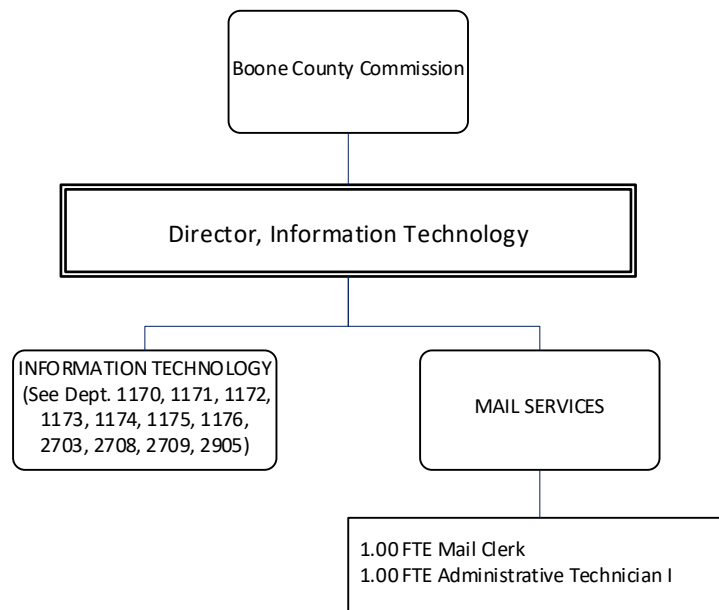 Boone County Commission
Director, Information Technology
INFORMATION TECHNOLOGY
(See Dept. 1170, 1171, 1172,
1173, 1174, 1175, 1176,
2703, 2708, 2709, 2905)
MAIL SERVICES
1.00 FTE Mail Clerk
1.00 FTE Administrative Technician I